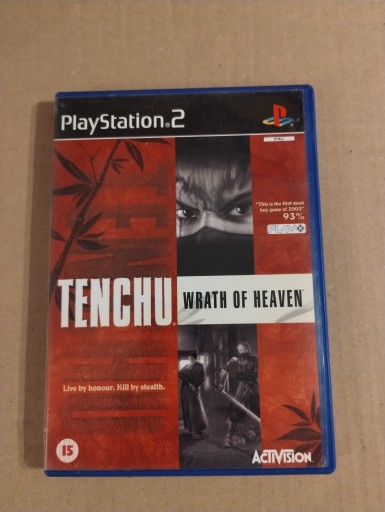 PlayStation.2
"This is the first must
buy game of 2003"
93%
TENCHU
WRATH OF HEAVEN
Live by honour. Kill by stealth.
15
ACTIVISION